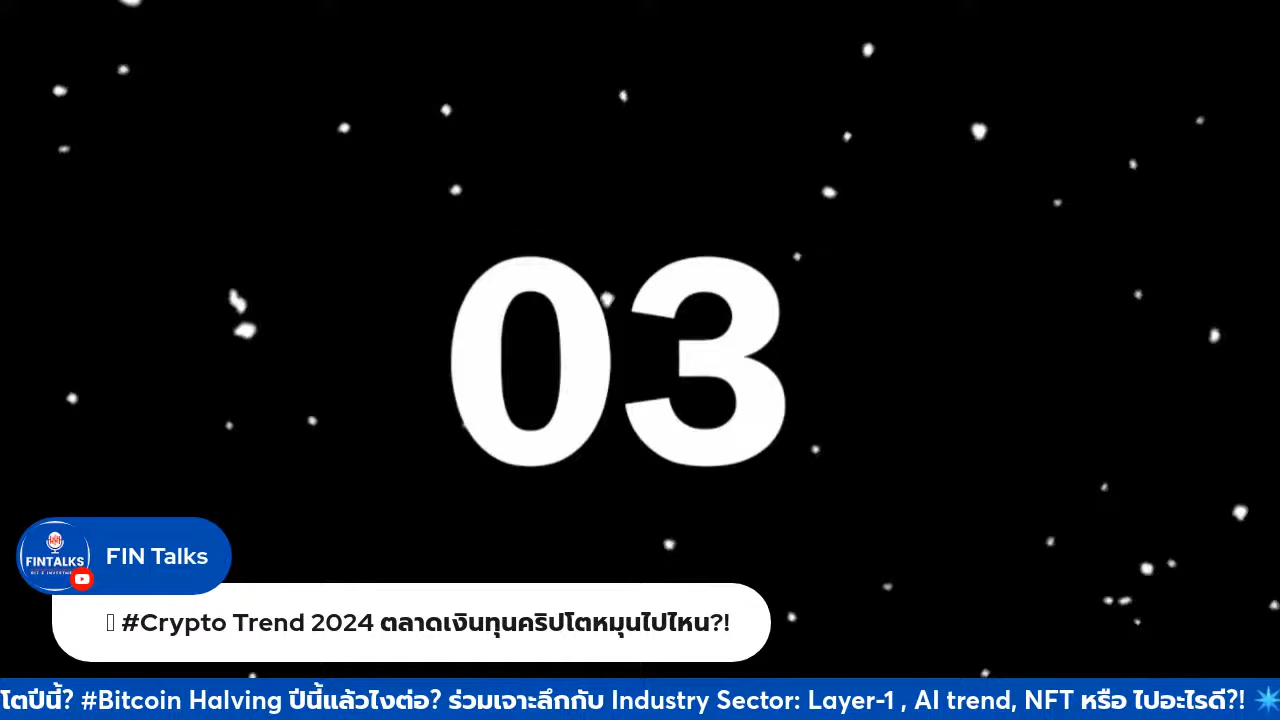 03
FINTALKS
FIN Talks
#Crypto Trend 2024 ตลาดเงินทุนคริปโตหมุนไปไหน?!
โตปีนี้? #Bitcoin Halving ปีนี้แล้วไงต่อ? ร่วมเจาะลึกกับ Industry Sector: Layer-1 , AI trend, NFT หรือ ไปอะไรดี?!